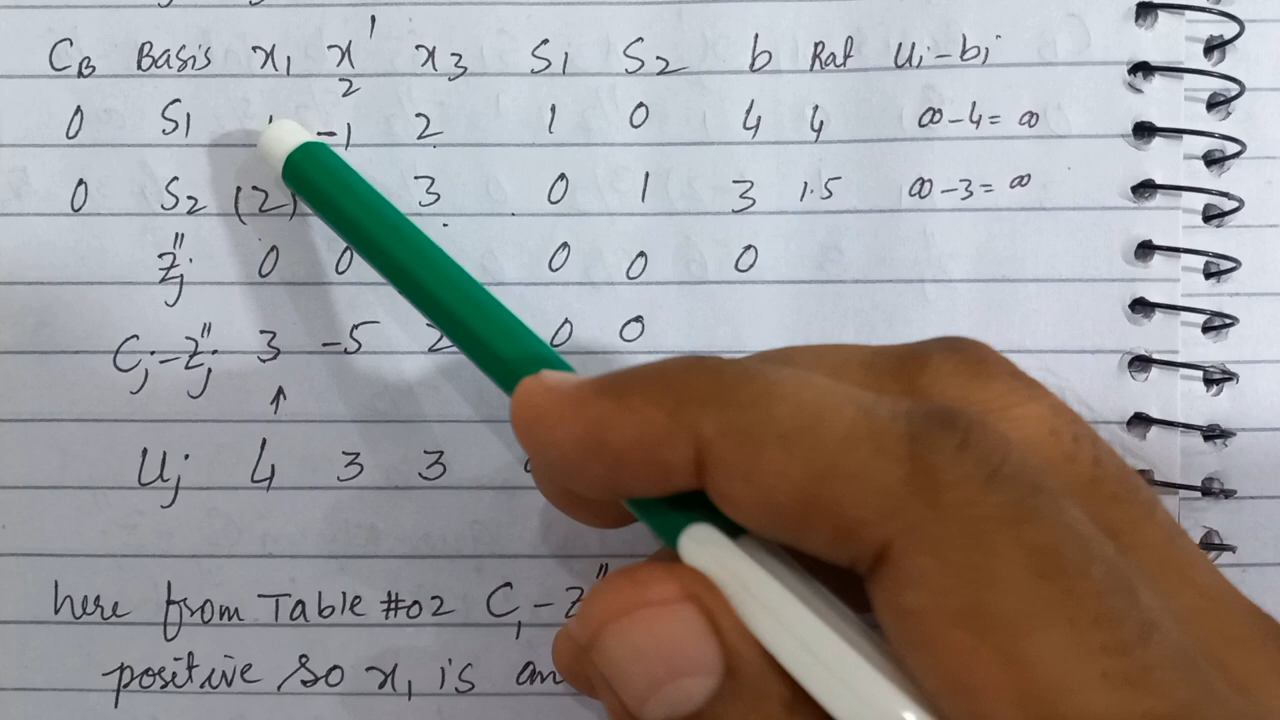 C_B Basis x₁ x₂' x₃ S₁ S₂ b Rat Uᵢ-bᵢ
0 S₁ -1 2 1 0 4 4 ∞-4=∞
0 S₂ (2) 3 0 1 3 1.5 ∞-3=∞
Zⱼ'' 0 0 0 0 0
Cⱼ-Zⱼ'' 3 -5 2 0 0
↑
Uⱼ 4 3 3
here from Table #02 C₁-Z''
positive so x₁ is an